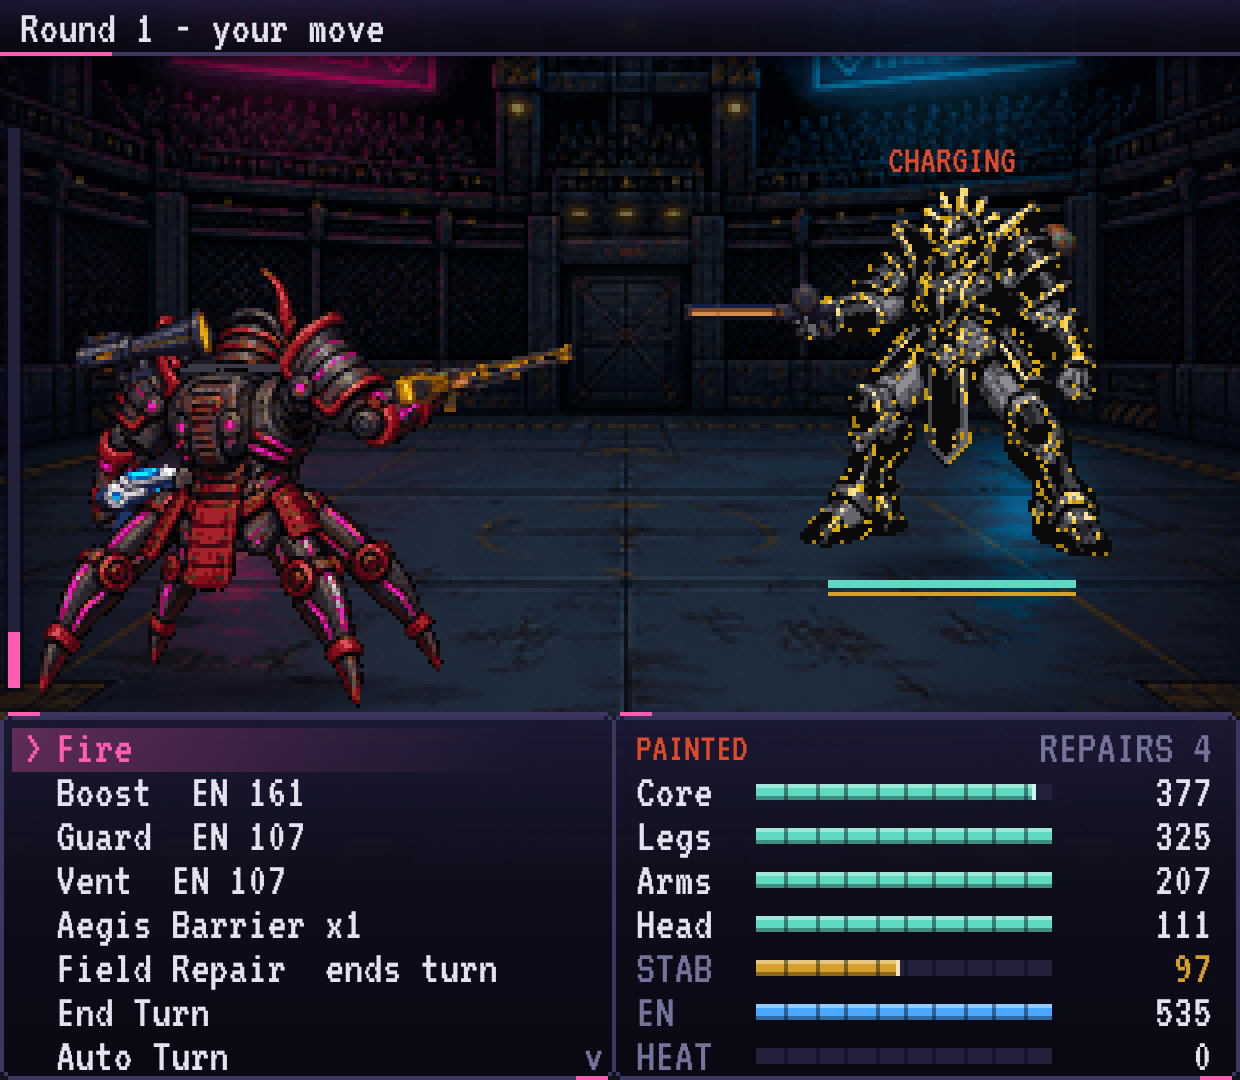 Round 1 - your move
CHARGING
> Fire
Boost EN 161
Guard EN 107
Vent EN 107
Aegis Barrier x1
Field Repair ends turn
End Turn
Auto Turn v
PAINTED REPAIRS 4
Core 377
Legs 325
Arms 207
Head 111
STAB 97
EN 535
HEAT 0